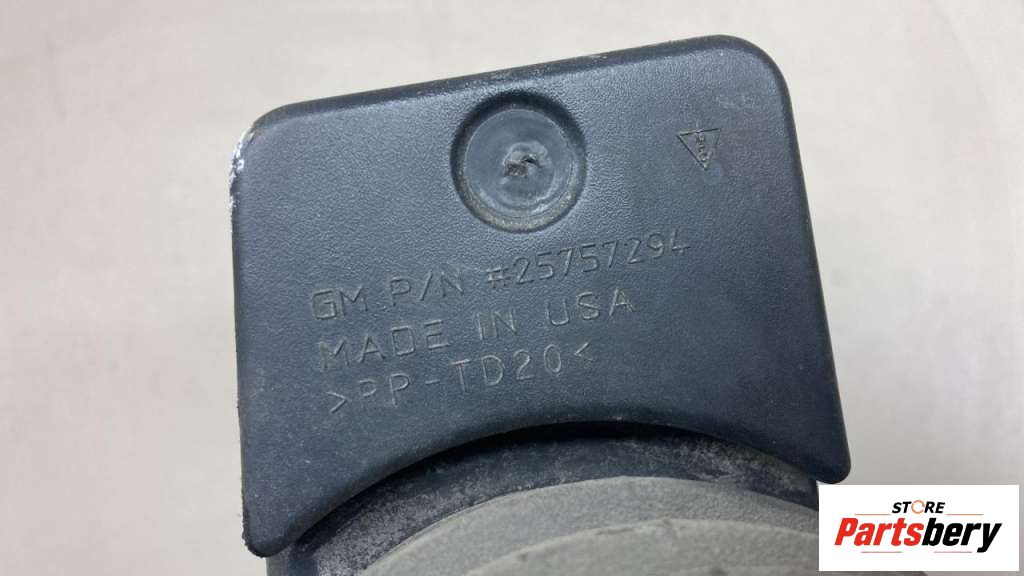 GM P/N #25757294
MADE IN USA
>PP-TD20<
STORE
Partsbery